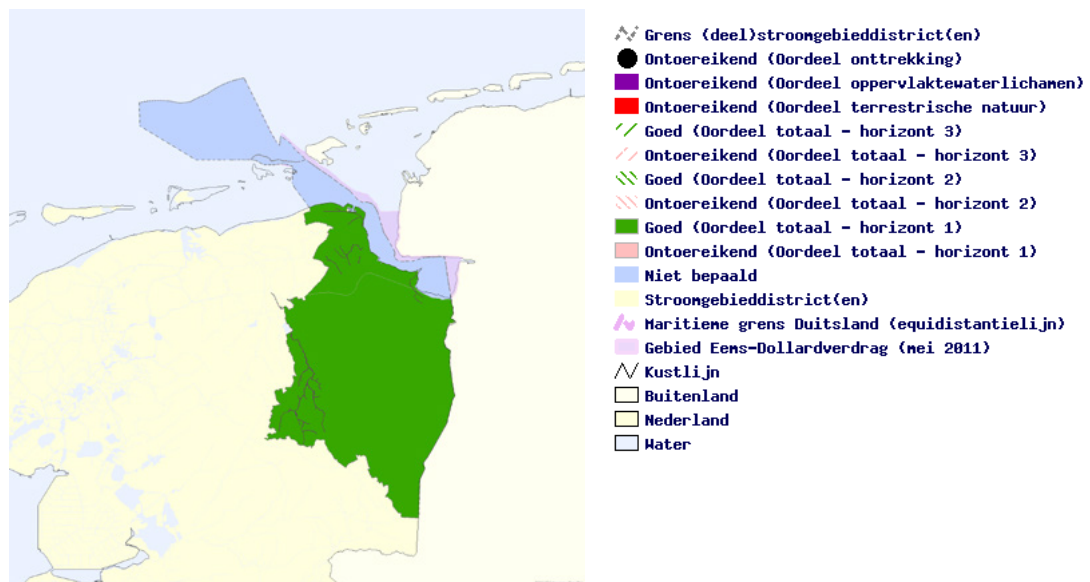 Grens (deel)stroomgebieddistrict(en)
Ontoereikend (Oordeel onttrekking)
Ontoereikend (Oordeel oppervlaktewaterlichamen)
Ontoereikend (Oordeel terrestrische natuur)
Goed (Oordeel totaal - horizont 3)
Ontoereikend (Oordeel totaal - horizont 3)
Goed (Oordeel totaal - horizont 2)
Ontoereikend (Oordeel totaal - horizont 2)
Goed (Oordeel totaal - horizont 1)
Ontoereikend (Oordeel totaal - horizont 1)
Niet bepaald
Stroomgebieddistrict(en)
Maritieme grens Duitsland (equidistantielijn)
Gebied Eems-Dollardverdrag (mei 2011)
Kustlijn
Buitenland
Nederland
Water